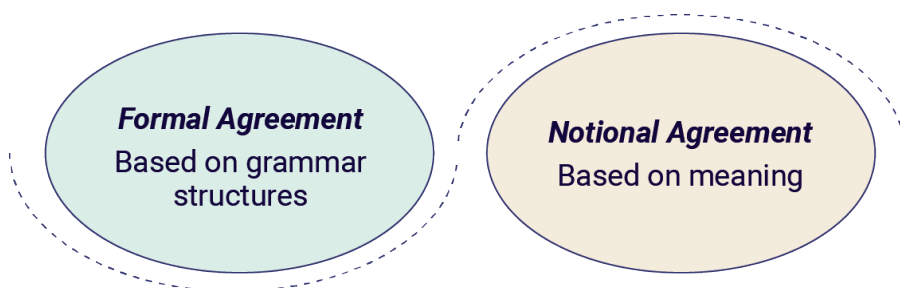 Formal Agreement
Based on grammar
structures
Notional Agreement
Based on meaning